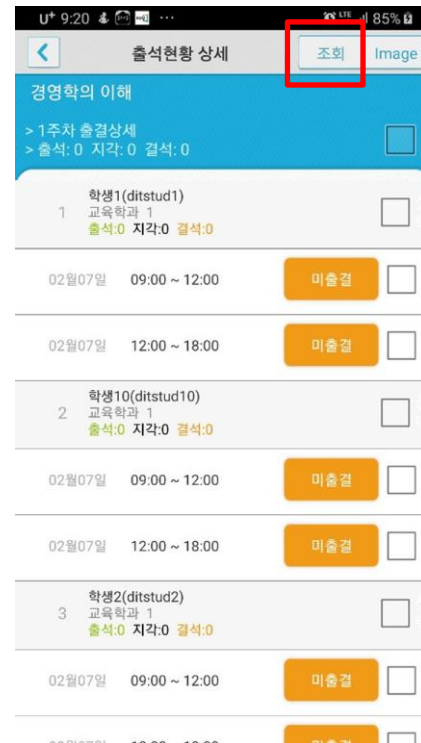 U+ 9:20 ...
LTE 85%
출석현황 상세
조회
Image
경영학의 이해
> 1주차 출결상세
> 출석: 0 지각: 0 결석: 0
1
학생1(ditstud1)
교육학과 1
출석:0 지각:0 결석:0
02월07일 09:00 ~ 12:00 미출결
02월07일 12:00 ~ 18:00 미출결
2
학생10(ditstud10)
교육학과 1
출석:0 지각:0 결석:0
02월07일 09:00 ~ 12:00 미출결
02월07일 12:00 ~ 18:00 미출결
3
학생2(ditstud2)
교육학과 1
출석:0 지각:0 결석:0
02월07일 09:00 ~ 12:00 미출결